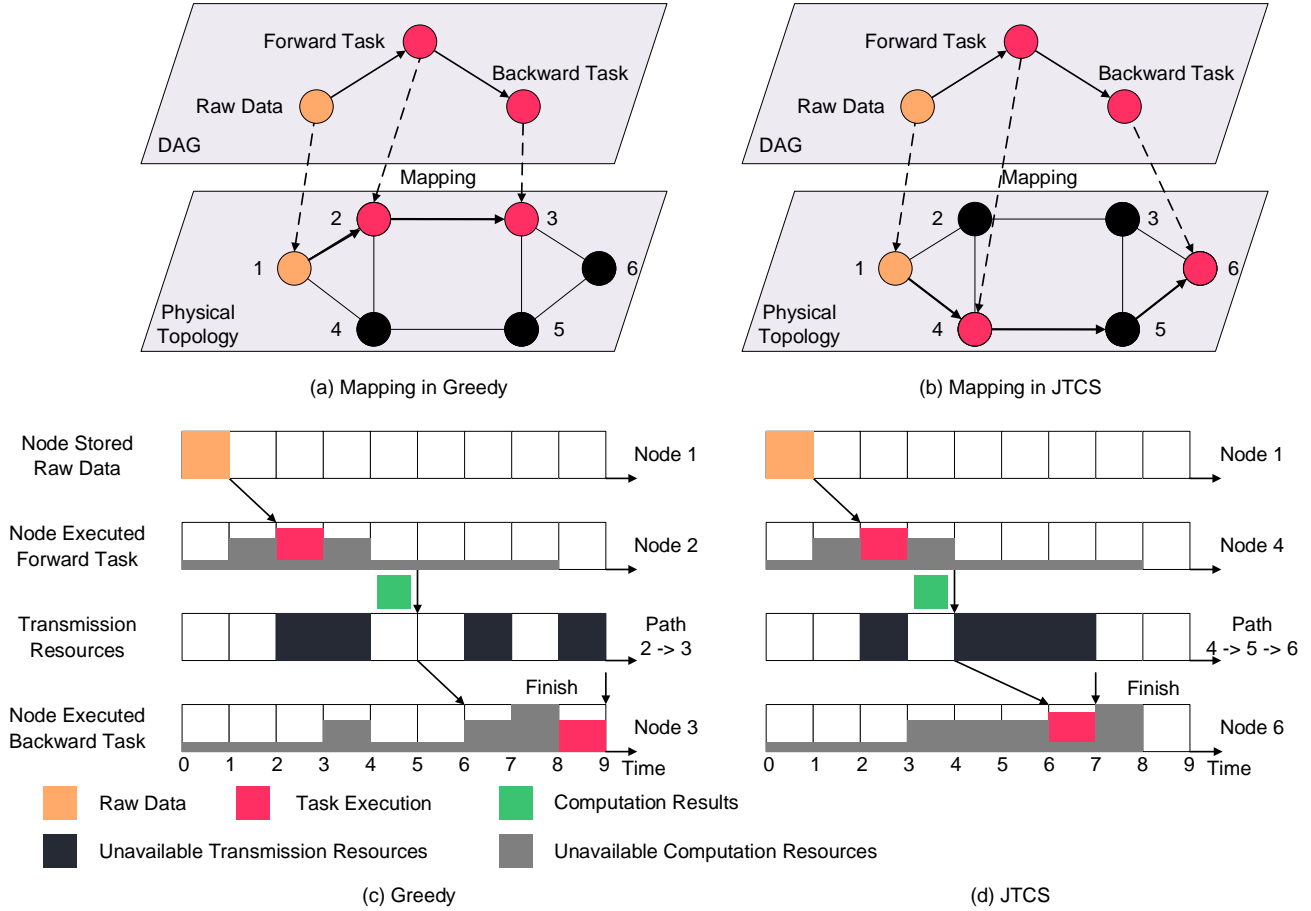 Forward Task
Backward Task
Raw Data
DAG
Mapping
2
3
1
6
Physical
Topology
4
5
(a) Mapping in Greedy
Forward Task
Backward Task
Raw Data
DAG
Mapping
2
3
1
6
Physical
Topology
4
5
(b) Mapping in JTCS
Node Stored
Raw Data
Node 1
Node Executed
Forward Task
Node 2
Transmission
Resources
Path
2 -> 3
Finish
Node Executed
Backward Task
Node 3
0 1 2 3 4 5 6 7 8 9 Time
Node 1
Node 4
Path
4 -> 5 -> 6
Finish
Node 6
0 1 2 3 4 5 6 7 8 9 Time
Raw Data
Task Execution
Computation Results
Unavailable Transmission Resources
Unavailable Computation Resources
(c) Greedy
(d) JTCS